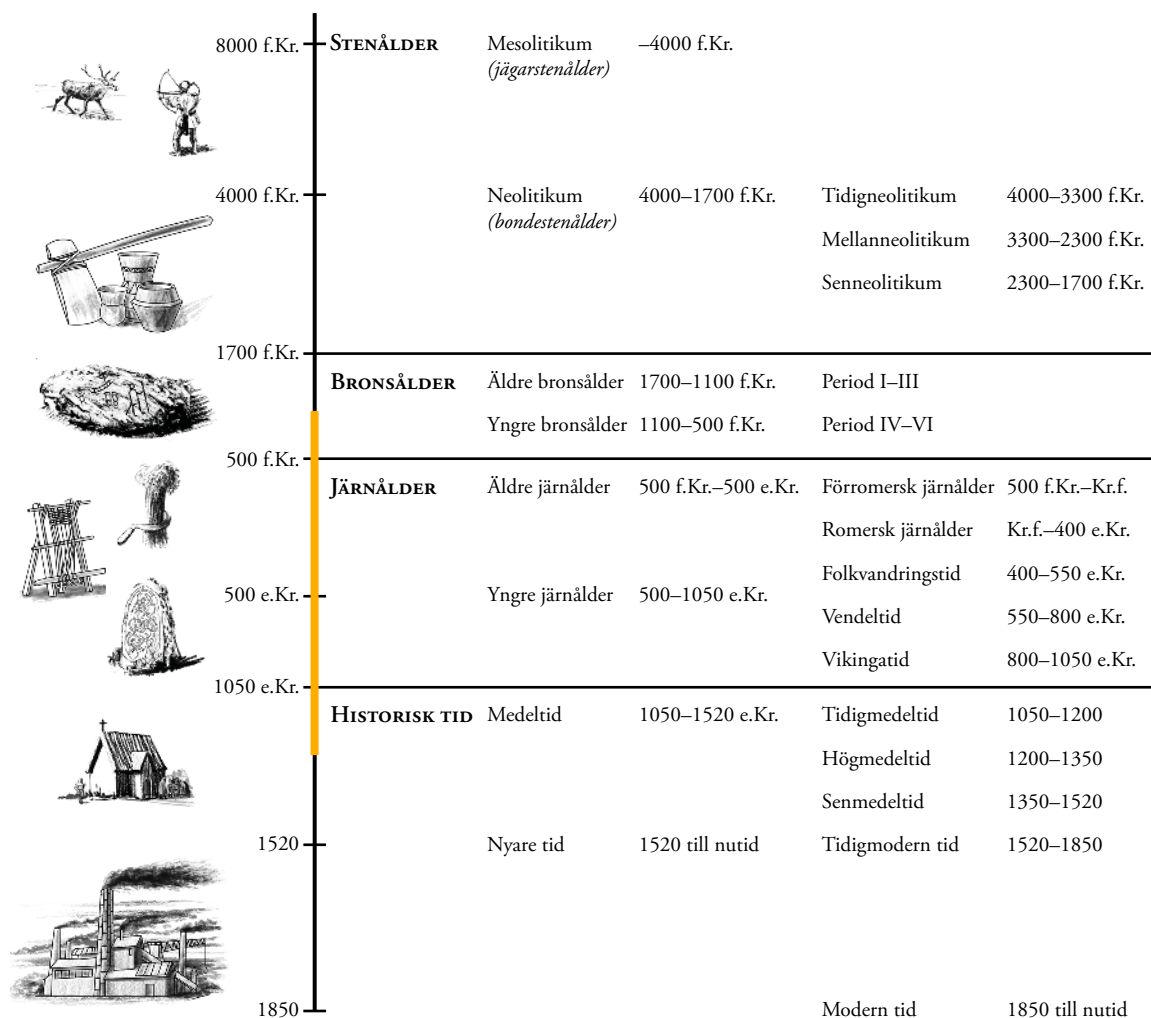 8000 f.Kr. STENÅLDER Mesolitikum –4000 f.Kr.
(jägarstenålder)
4000 f.Kr. Neolitikum 4000–1700 f.Kr. Tidigneolitikum 4000–3300 f.Kr.
(bondestenålder)
Mellanneolitikum 3300–2300 f.Kr.
Senneolitikum 2300–1700 f.Kr.
1700 f.Kr.
BRONSÅLDER Äldre bronsålder 1700–1100 f.Kr. Period I–III
Yngre bronsålder 1100–500 f.Kr. Period IV–VI
500 f.Kr.
JÄRNÅLDER Äldre järnålder 500 f.Kr.–500 e.Kr. Förromersk järnålder 500 f.Kr.–Kr.f.
Romersk järnålder Kr.f.–400 e.Kr.
Folkvandringstid 400–550 e.Kr.
500 e.Kr. Yngre järnålder 500–1050 e.Kr.
Vendeltid 550–800 e.Kr.
Vikingatid 800–1050 e.Kr.
1050 e.Kr.
HISTORISK TID Medeltid 1050–1520 e.Kr. Tidigmedeltid 1050–1200
Högmedeltid 1200–1350
Senmedeltid 1350–1520
1520 Nyare tid 1520 till nutid Tidigmodern tid 1520–1850
1850 Modern tid 1850 till nutid